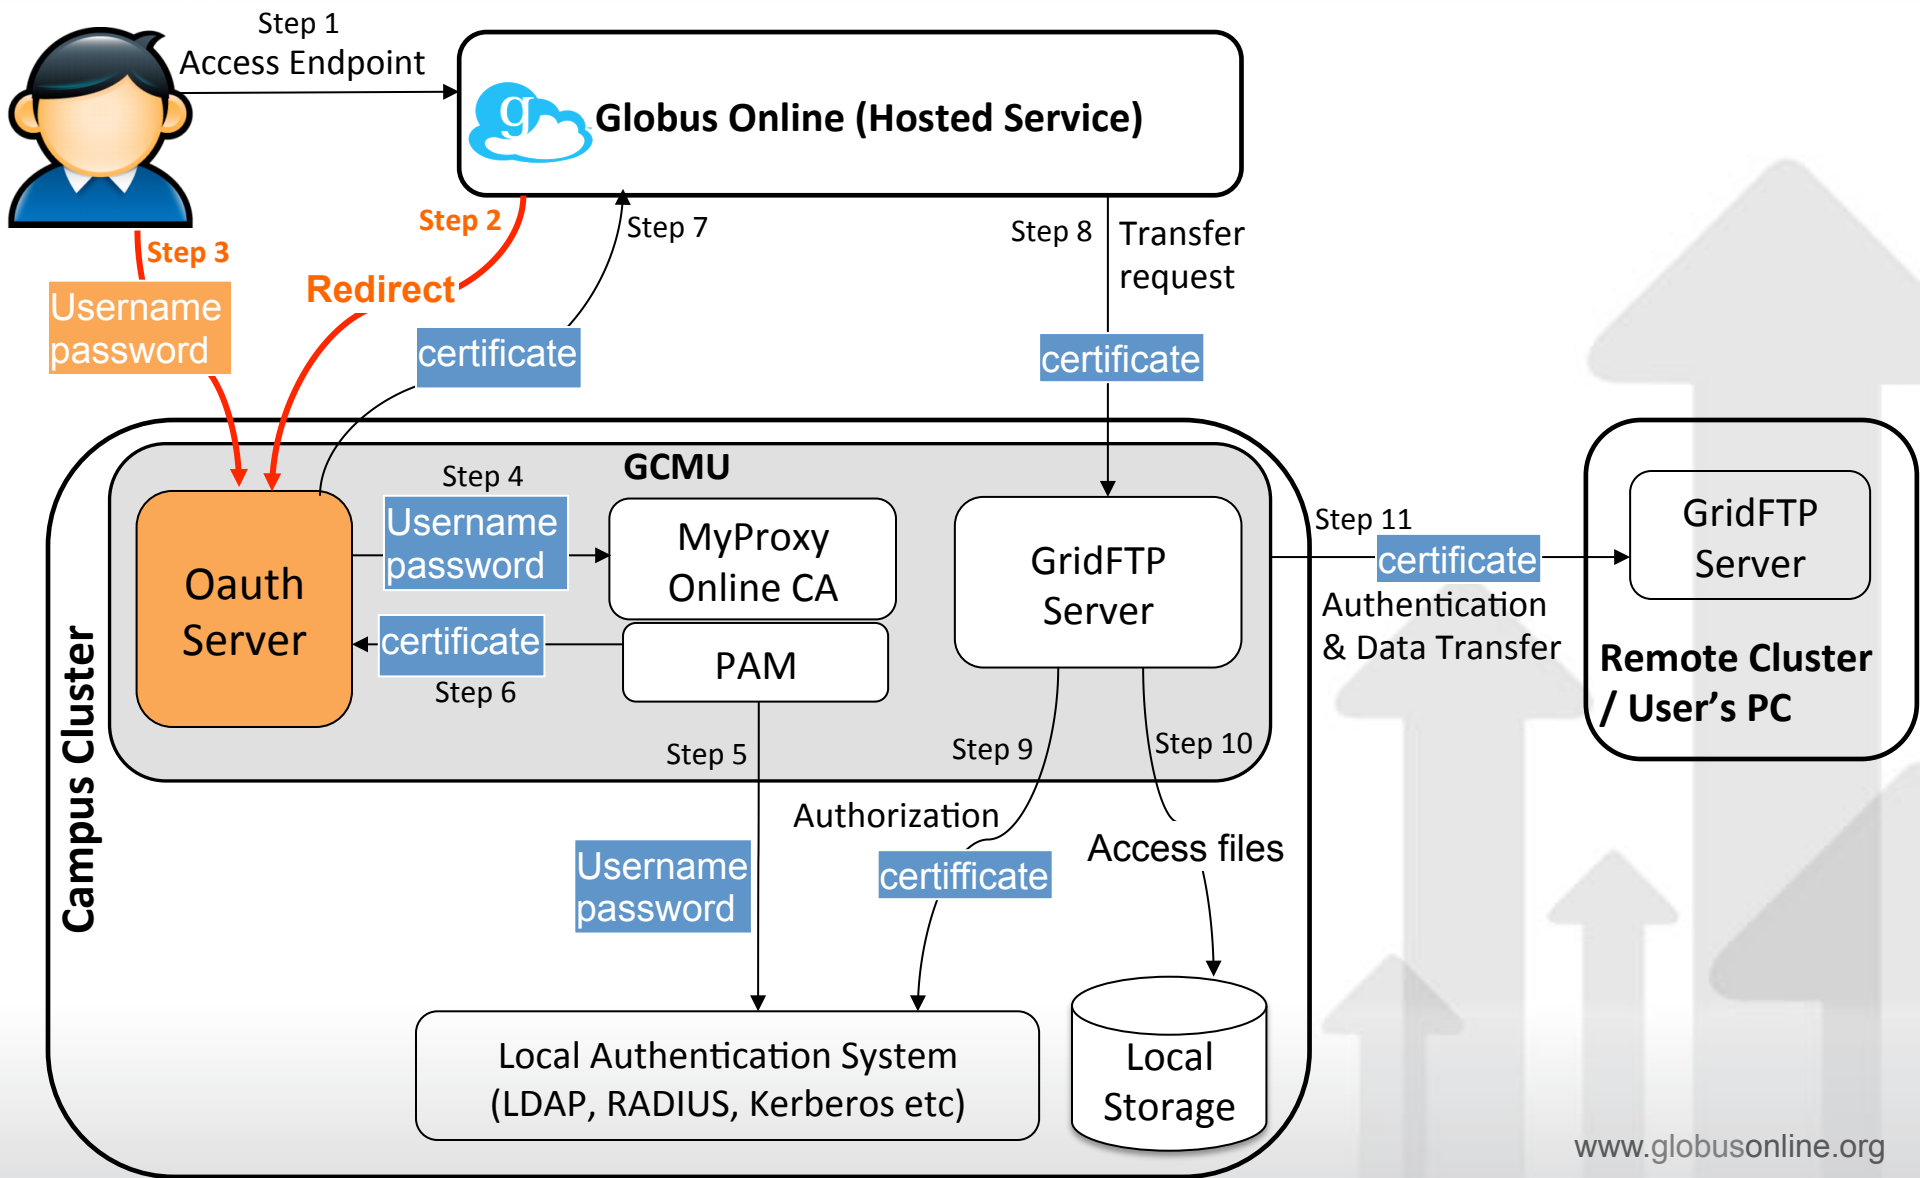 Step 1
Access Endpoint
g
Globus Online (Hosted Service)
Step 2
Step 7
Step 8
Transfer
request
Step 3
Redirect
Username
password
certificate
certificate
GCMU
Step 4
Username
password
MyProxy
Online CA
Oauth
Server
certificate
Step 6
PAM
GridFTP
Server
Step 11
certificate
Authentication
& Data Transfer
GridFTP
Server
Remote Cluster
/ User's PC
Campus Cluster
Step 5
Step 9
Step 10
Authorization
Username
password
certifficate
Access files
Local Authentication System
(LDAP, RADIUS, Kerberos etc)
Local
Storage
www.globusonline.org